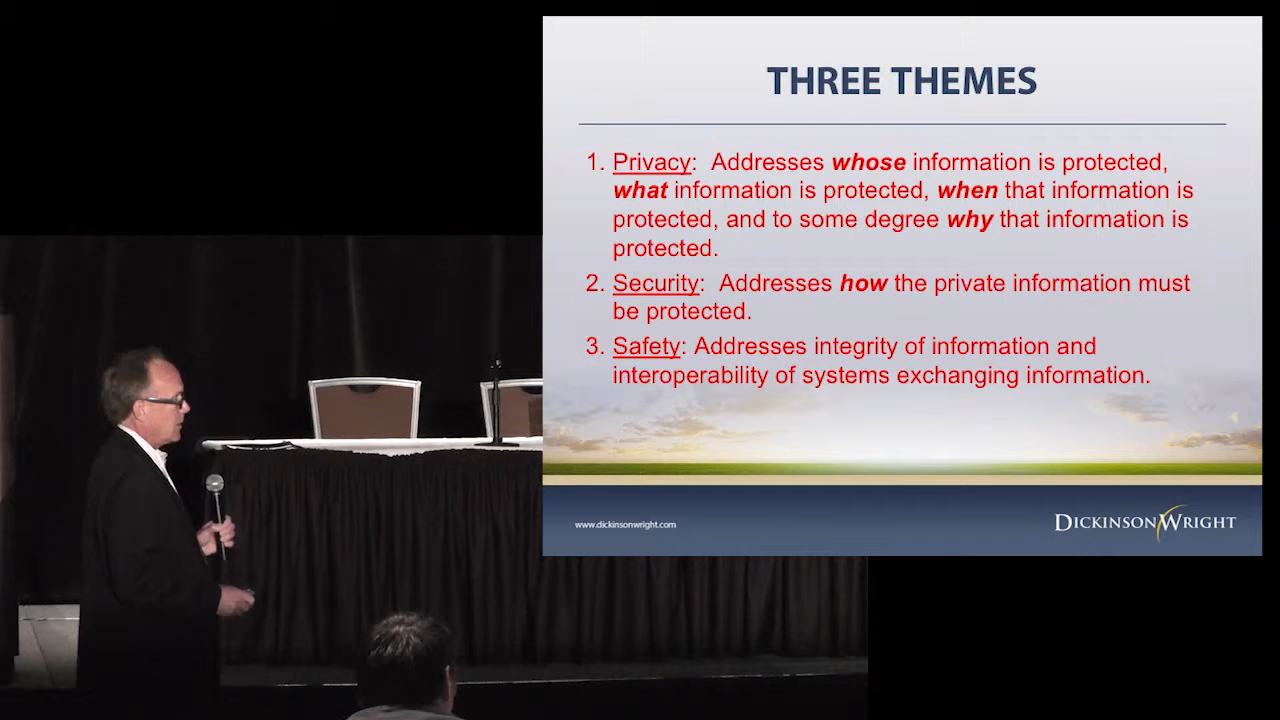 THREE THEMES
1. Privacy: Addresses whose information is protected,
what information is protected, when that information is
protected, and to some degree why that information is
protected.
2. Security: Addresses how the private information must
be protected.
3. Safety: Addresses integrity of information and
interoperability of systems exchanging information.
www.dickinsonwright.com
DICKINSON WRIGHT